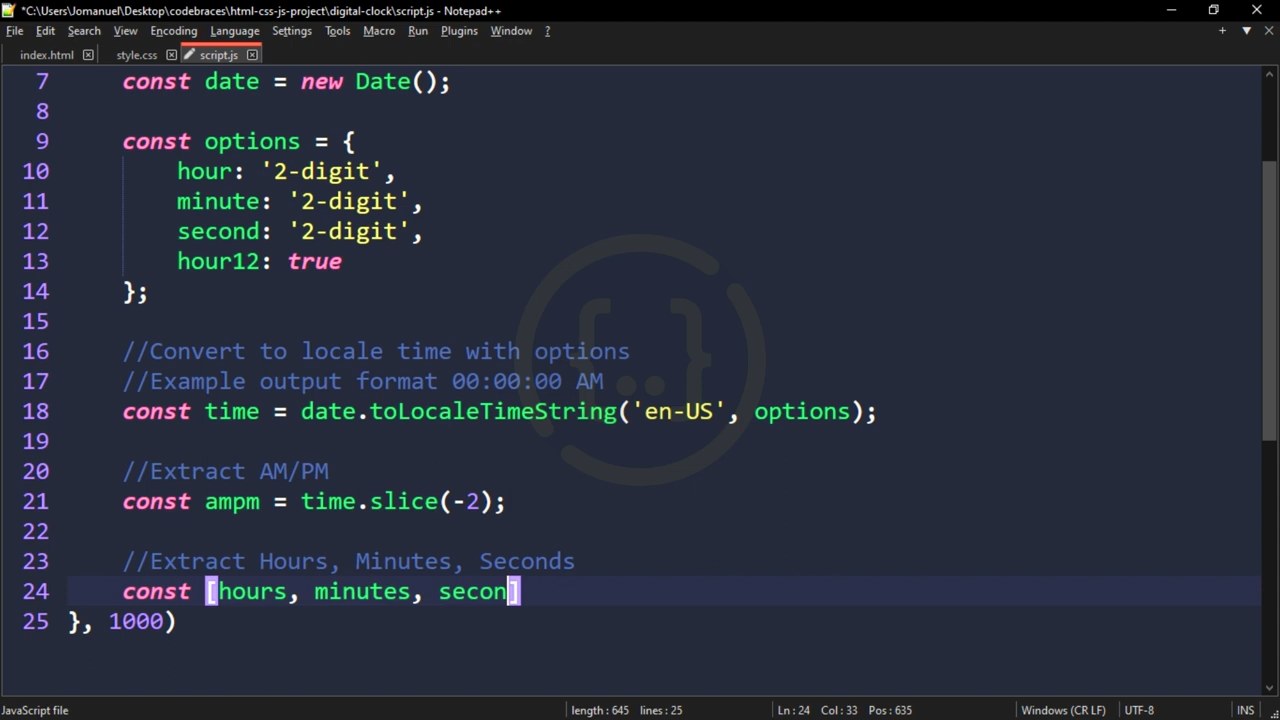 *C:\Users\Jomanuel\Desktop\codebraces\html-css-js-project\digital-clock\script.js - Notepad++
File Edit Search View Encoding Language Settings Tools Macro Run Plugins Window ?
index.html style.css script.js
7 const date = new Date();
8
9 const options = {
10 hour: '2-digit',
11 minute: '2-digit',
12 second: '2-digit',
13 hour12: true
14 };
15
16 //Convert to locale time with options
17 //Example output format 00:00:00 AM
18 const time = date.toLocaleTimeString('en-US', options);
19
20 //Extract AM/PM
21 const ampm = time.slice(-2);
22
23 //Extract Hours, Minutes, Seconds
24 const [hours, minutes, secon]
25 }, 1000)
JavaScript file length : 645 lines : 25 Ln : 24 Col : 33 Pos : 635 Windows (CR LF) UTF-8 INS